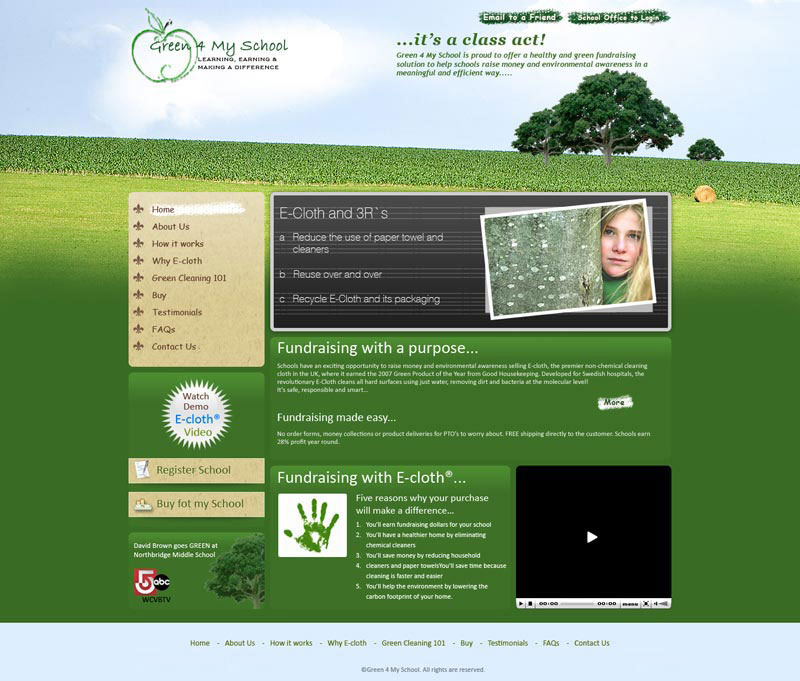 Email to a Friend
School Office to Login
Green 4 My School
LEARNING, EARNING &
MAKING A DIFFERENCE
...it's a class act!
Green 4 My School is proud to offer a healthy and green fundraising
solution to help schools raise money and environmental awareness in a
meaningful and efficient way.....
Home
About Us
How it works
Why E-cloth
Green Cleaning 101
Buy
Testimonials
FAQs
Contact Us
E-Cloth and 3R`s
a Reduce the use of paper towel and
cleaners
b Reuse over and over
c Recycle E-Cloth and its packaging
Watch
Demo
E-cloth®
Video
Register School
Buy fot my School
David Brown goes GREEN at
Northbridge Middle School
5 abc
WCVBTV
Fundraising with a purpose...
Schools have an exciting opportunity to raise money and environmental awareness selling E-cloth, the premier non-chemical cleaning
cloth in the UK, where it earned the 2007 Green Product of the Year from Good Housekeeping. Developed for Swedish hospitals, the
revolutionary E-Cloth cleans all hard surfaces using just water, removing dirt and bacteria at the molecular level!
It's safe, responsible and smart...
More
Fundraising made easy...
No order forms, money collections or product deliveries for PTO's to worry about. FREE shipping directly to the customer. Schools earn
28% profit year round.
Fundraising with E-cloth®...
Five reasons why your purchase
will make a difference...
1. You'll earn fundraising dollars for your school
2. You'll have a healthier home by eliminating
chemical cleaners
3. You'll save money by reducing household
4. cleaners and paper towelsYou'll save time because
cleaning is faster and easier
5. You'll help the environment by lowering the
carbon footprint of your home.
00:00 00:00 menu
Home - About Us - How it works - Why E-cloth - Green Cleaning 101 - Buy - Testimonials - FAQs - Contact Us
©Green 4 My School. All rights are reserved.